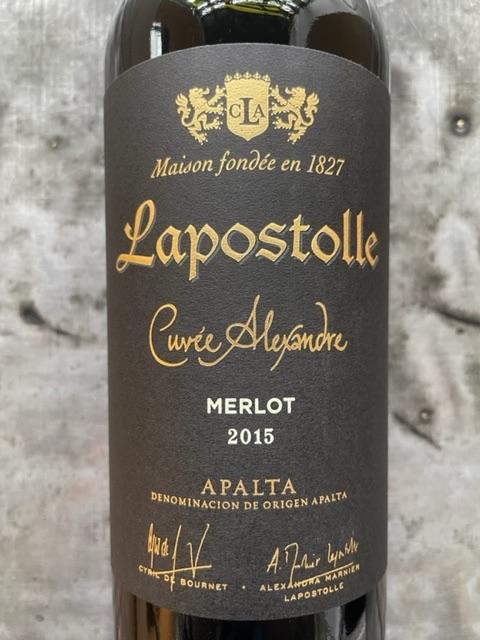 CLA
Maison fondée en 1827
Lapostolle
Cuvée Alexandre
MERLOT
2015
APALTA
DENOMINACION DE ORIGEN APALTA
CYRIL DE BOURNET · ALEXANDRA MARNIER
LAPOSTOLLE